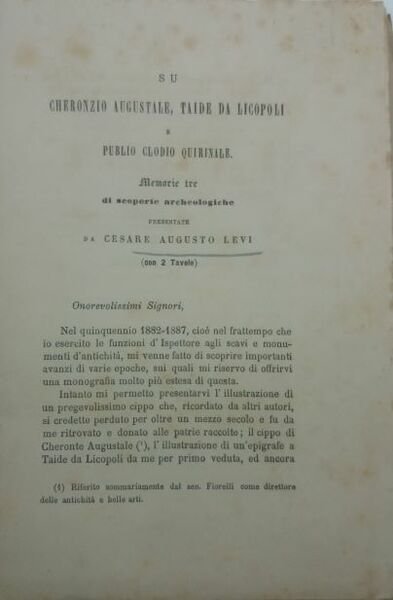 SU
CHERONZIO AUGUSTALE, TAIDE DA LICOPOLI
E
PUBLIO CLODIO QUIRINALE.
Memorie tre
di scoperte archeologiche
PRESENTATE
DA CESARE AUGUSTO LEVI
(con 2 Tavole)
Onorevolissimi Signori,
Nel quinquennio 1882-1887, cioè nel frattempo che
io esercito le funzioni d'Ispettore agli scavi e monu-
menti d'antichità, mi venne fatto di scoprire importanti
avanzi di varie epoche, sui quali mi riservo di offrirvi
una monografia molto più estesa di questa.
Intanto mi permetto presentarvi l'illustrazione di
un pregevolissimo cippo che, ricordato da altri autori,
si credette perduto per oltre un mezzo secolo e fu da
me ritrovato e donato alle patrie raccolte; il cippo di
Cheronte Augustale (¹), l'illustrazione di un'epigrafe a
Taide da Licopoli da me per primo veduta, ed ancora
(1) Riferito sommariamente dal sen. Fiorelli come direttore
delle antichità e belle arti.